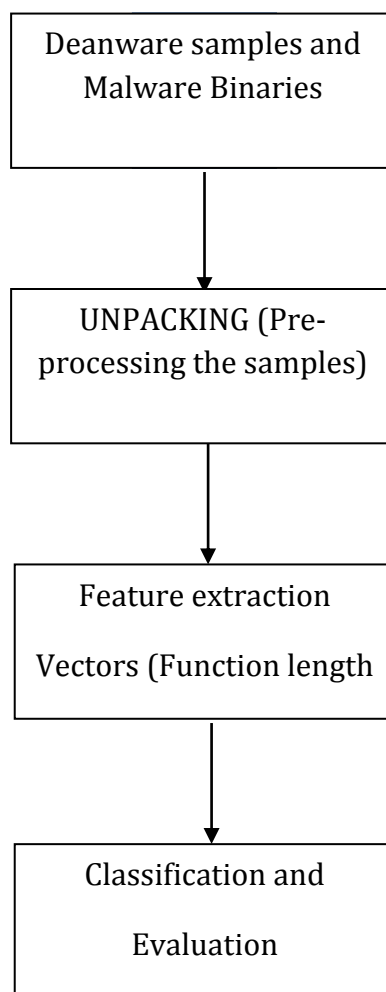 Deanware samples and
Malware Binaries
UNPACKING (Pre-
processing the samples)
Feature extraction
Vectors (Function length
Classification and
Evaluation